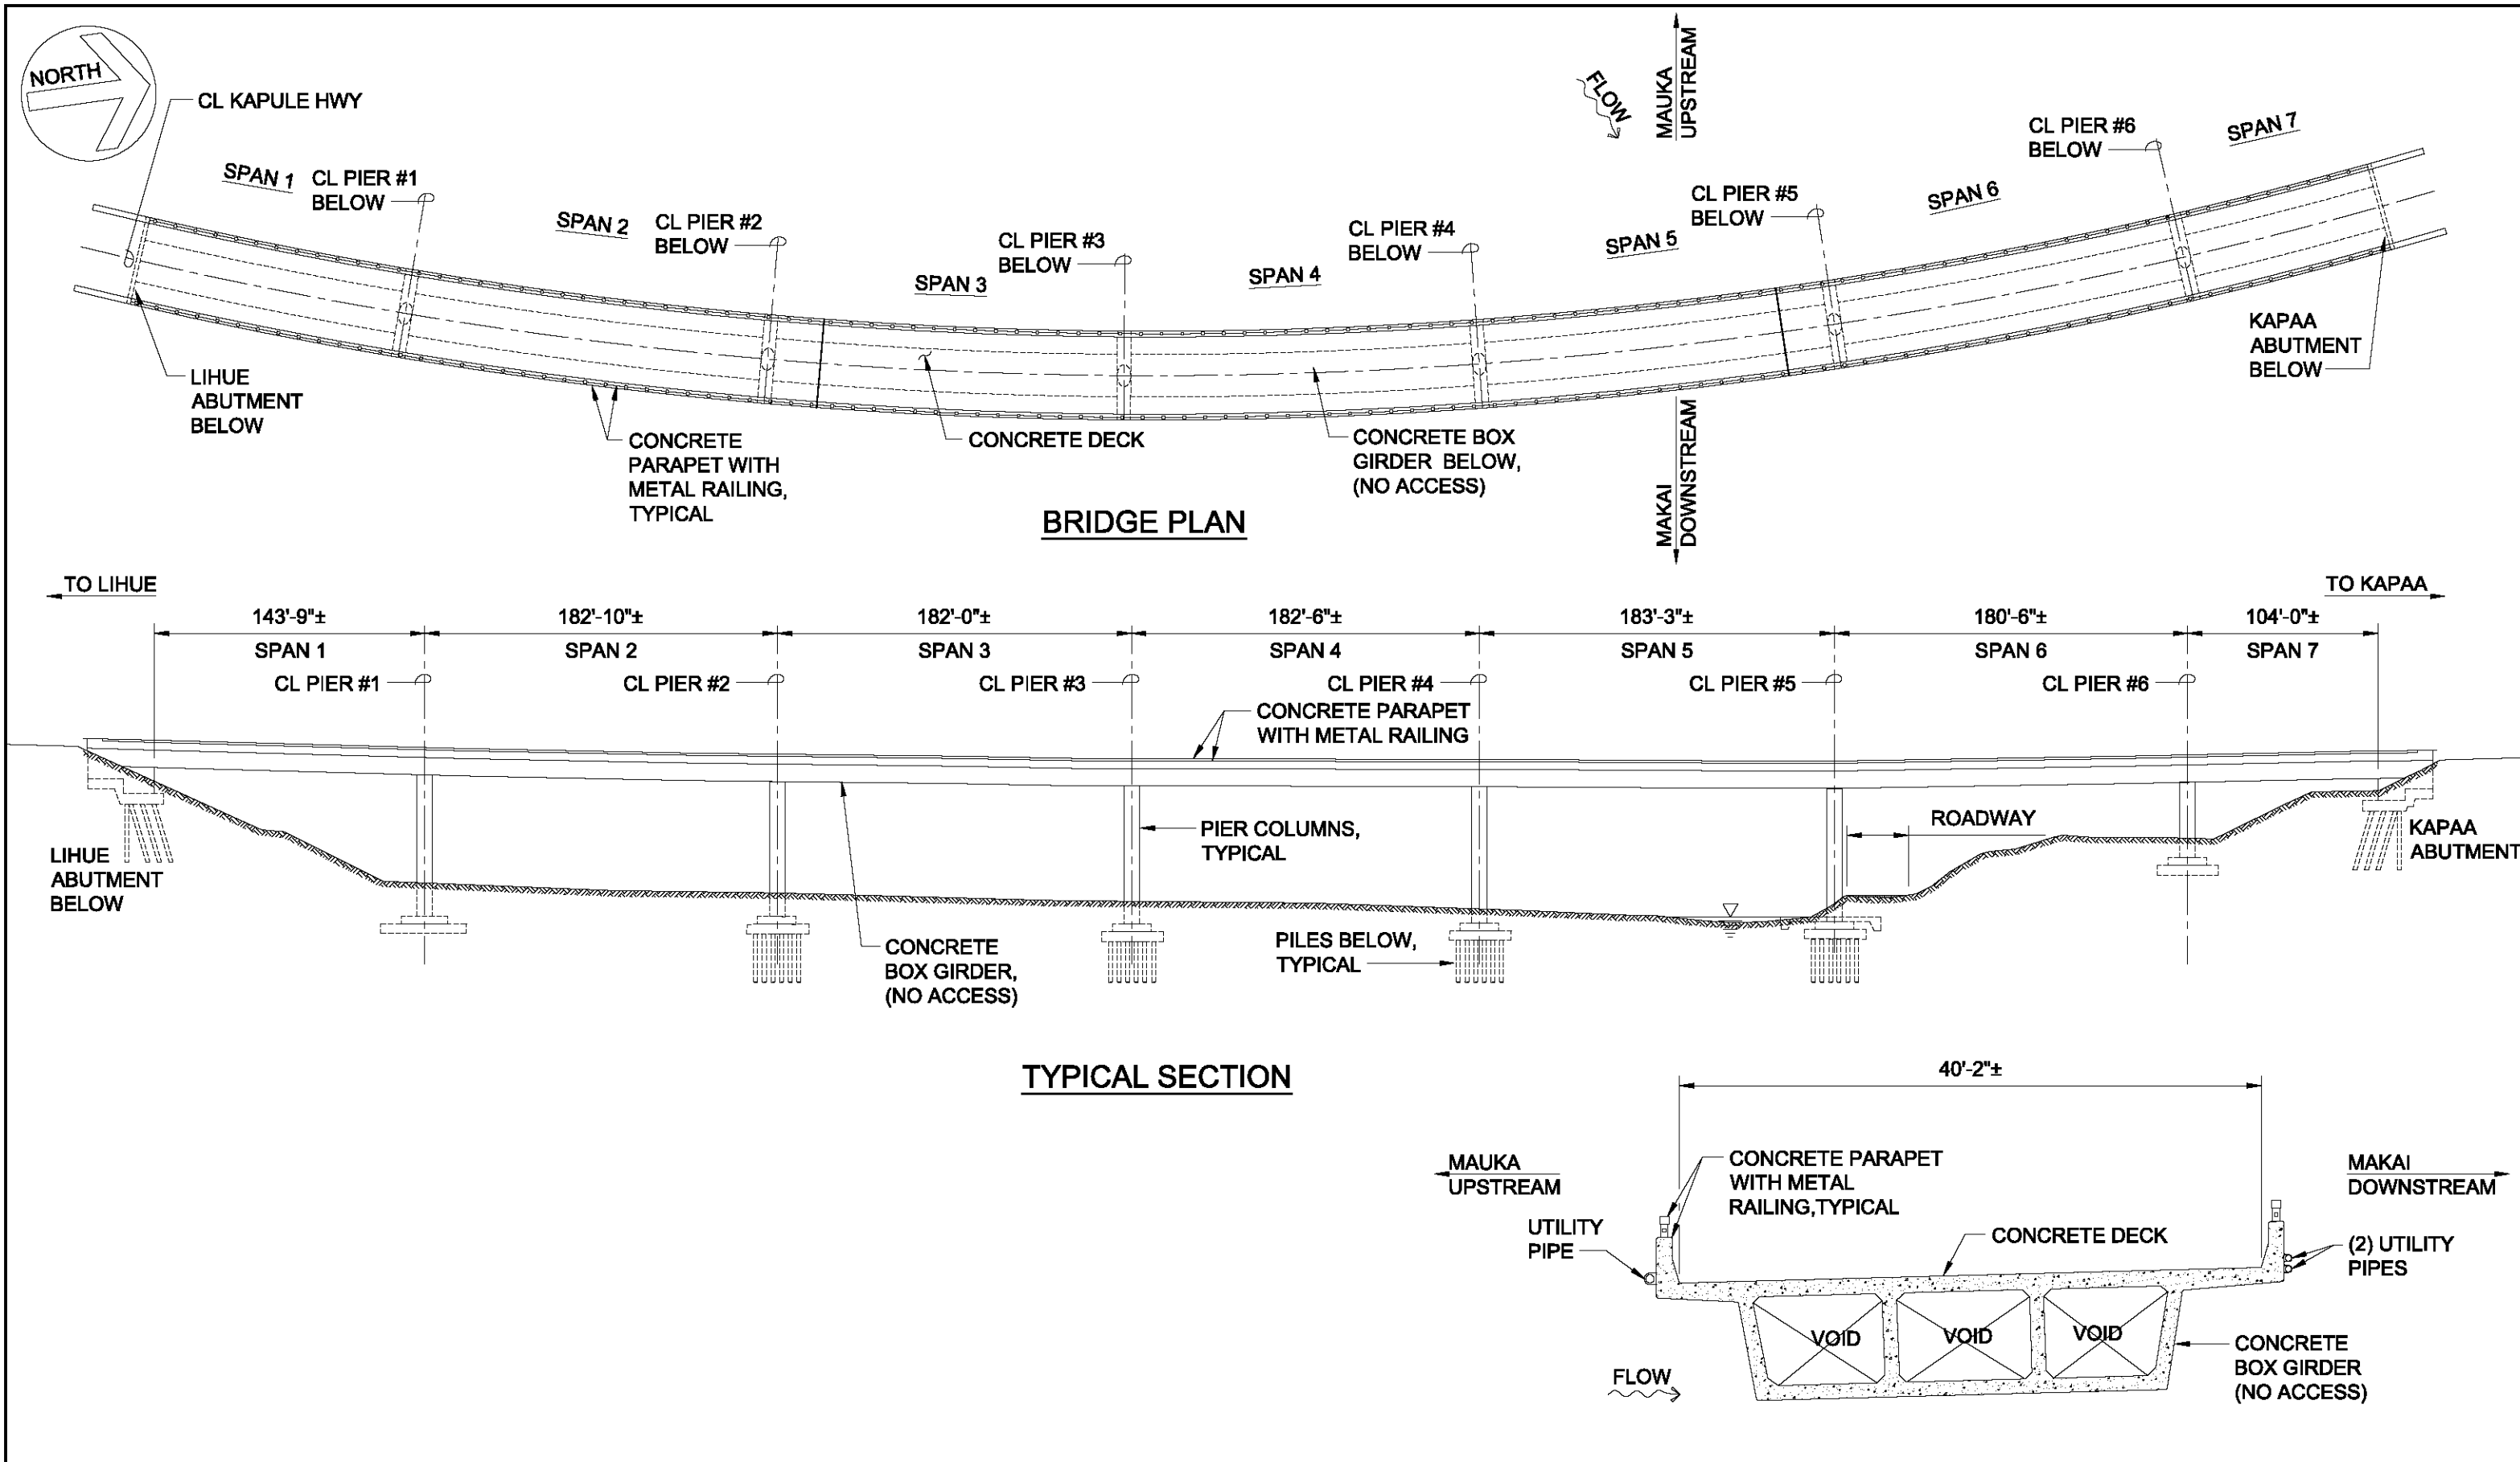 NORTH
CL KAPULE HWY
SPAN 1
CL PIER #1
BELOW
SPAN 2
CL PIER #2
BELOW
SPAN 3
CL PIER #3
BELOW
SPAN 4
CL PIER #4
BELOW
FLOW
MAUKA
UPSTREAM
SPAN 5
CL PIER #5
BELOW
SPAN 6
CL PIER #6
BELOW
SPAN 7
LIHUE
ABUTMENT
BELOW
CONCRETE
PARAPET WITH
METAL RAILING,
TYPICAL
CONCRETE DECK
CONCRETE BOX
GIRDER BELOW,
(NO ACCESS)
MAKAI
DOWNSTREAM
KAPAA
ABUTMENT
BELOW
BRIDGE PLAN
TO LIHUE
TO KAPAA
143'-9"±
182'-10"±
182'-0"±
182'-6"±
183'-3"±
180'-6"±
104'-0"±
SPAN 1
SPAN 2
SPAN 3
SPAN 4
SPAN 5
SPAN 6
SPAN 7
CL PIER #1
CL PIER #2
CL PIER #3
CL PIER #4
CL PIER #5
CL PIER #6
CONCRETE PARAPET
WITH METAL RAILING
PIER COLUMNS,
TYPICAL
ROADWAY
LIHUE
ABUTMENT
BELOW
KAPAA
ABUTMENT
CONCRETE
BOX GIRDER,
(NO ACCESS)
PILES BELOW,
TYPICAL
TYPICAL SECTION
40'-2"±
MAUKA
UPSTREAM
CONCRETE PARAPET
WITH METAL
RAILING,TYPICAL
MAKAI
DOWNSTREAM
UTILITY
PIPE
CONCRETE DECK
(2) UTILITY
PIPES
VOID
VOID
VOID
CONCRETE
BOX GIRDER
(NO ACCESS)
FLOW